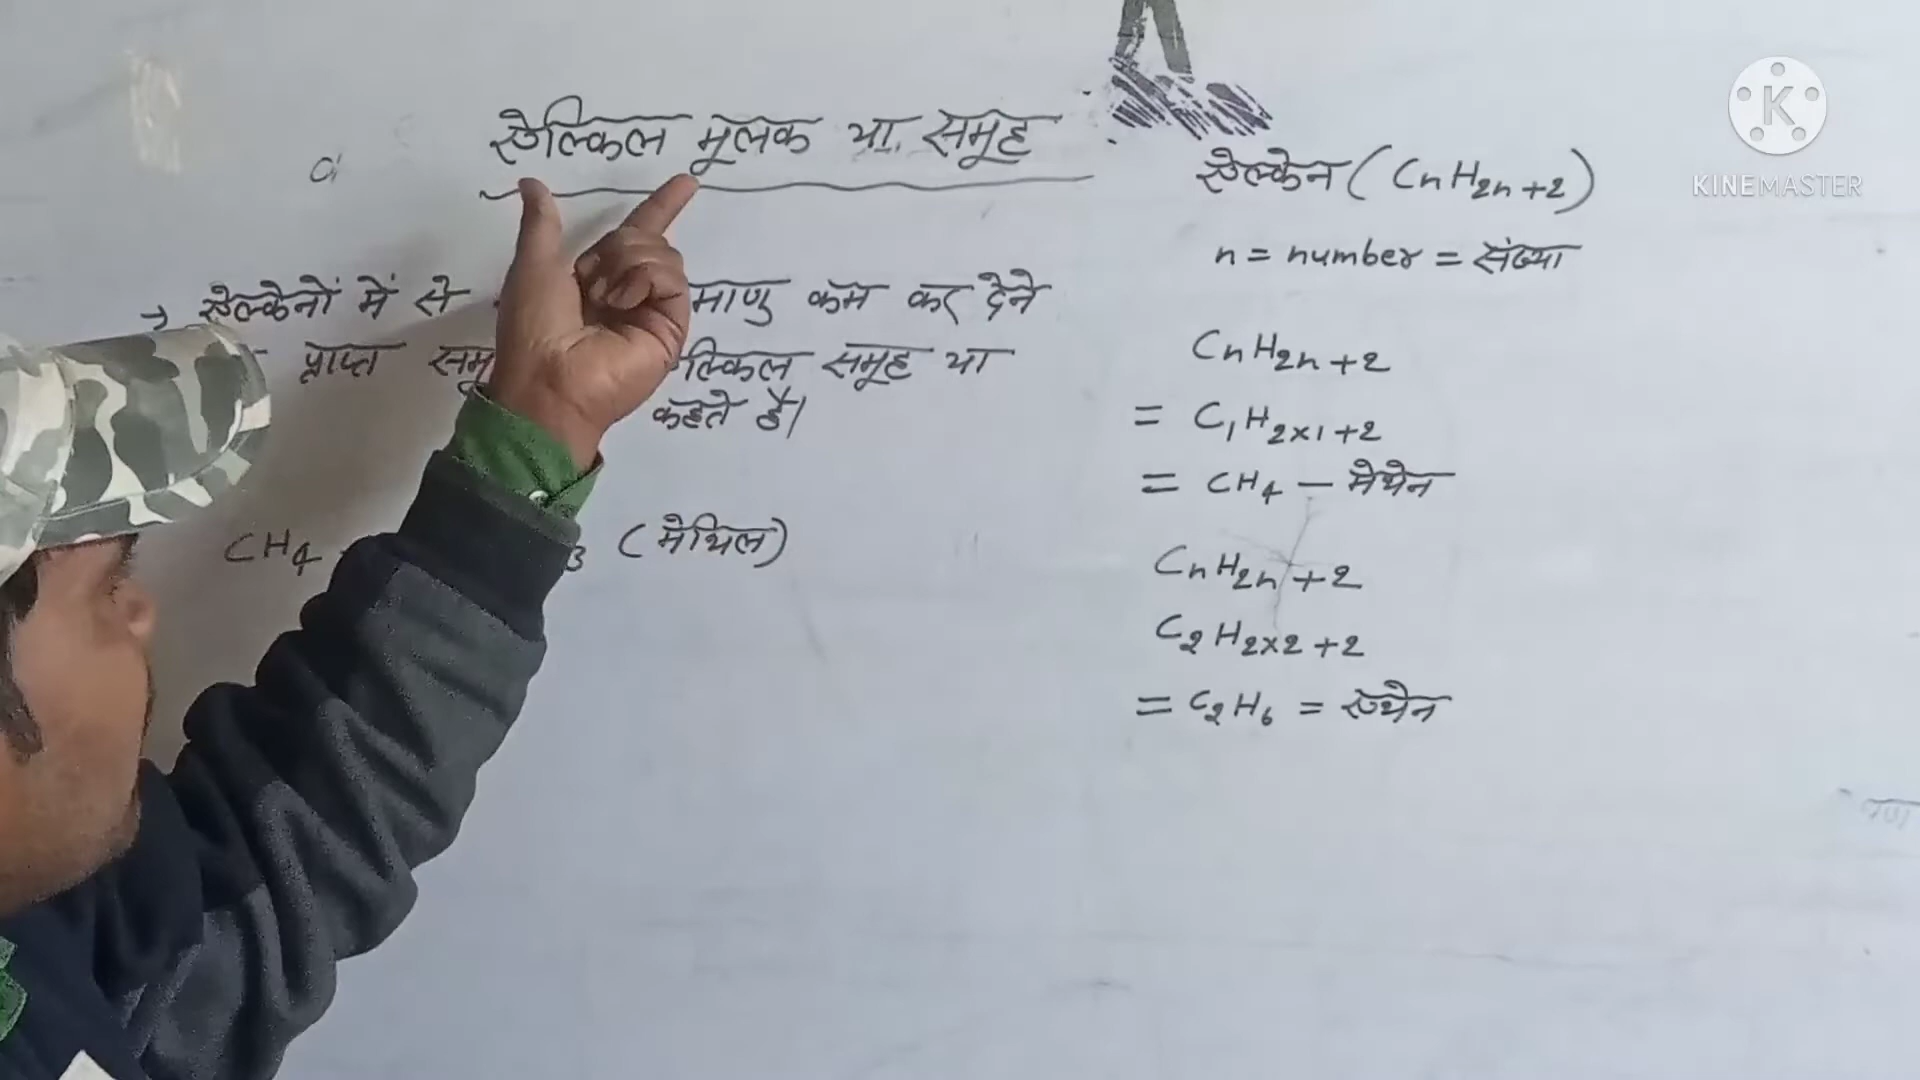 ऐल्किल मूलक या समूह
→ ऐल्केनों में से माणु कम कर देने
प्राप्त समू ल्किल समूह या
कहते है।
CH4 3 (मेथिल)
ऐल्केन (CnH2n+2)
n = number = संख्या
CnH2n+2
= C1H2×1+2
= CH4 — मेथेन
CnH2n+2
C2H2×2+2
= C2H6 = एथेन
KINEMASTER